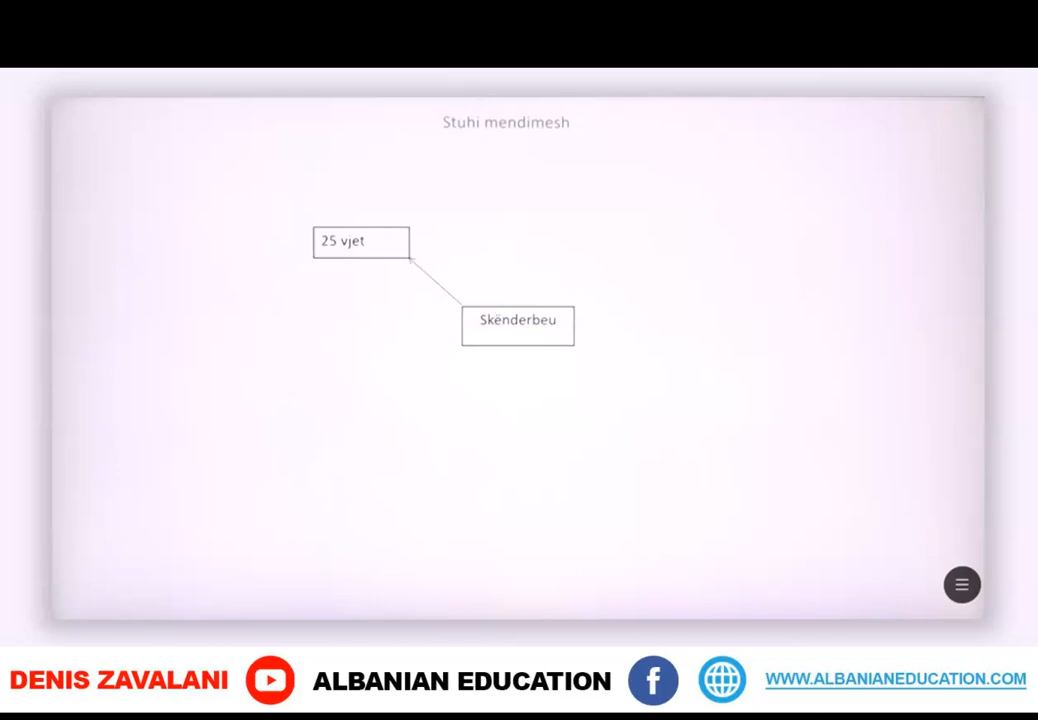 Stuhi mendimesh
25 vjet
Skënderbeu
DENIS ZAVALANI
ALBANIAN EDUCATION
WWW.ALBANIANEDUCATION.COM